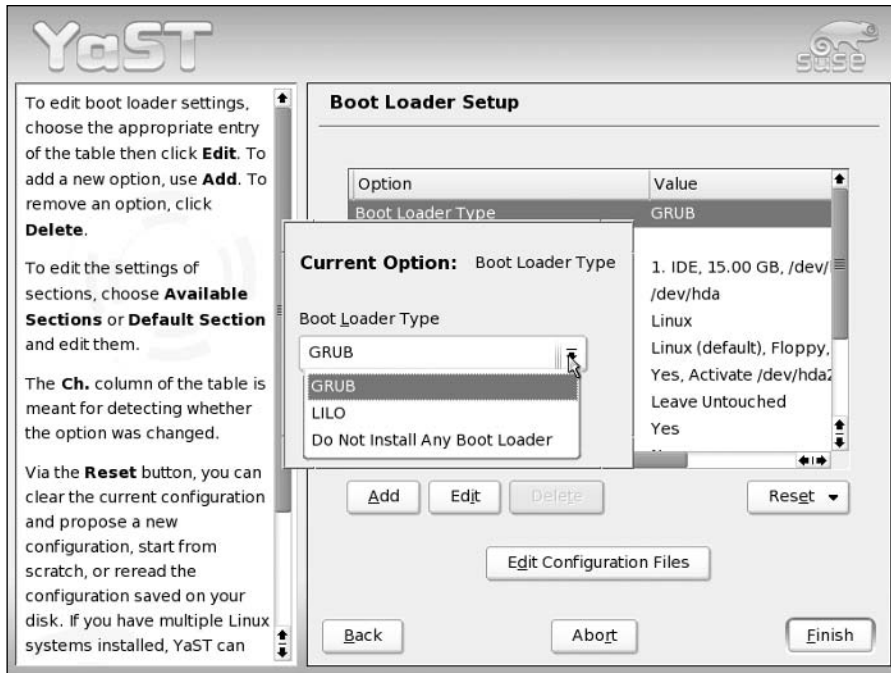 YaST
SUSE
To edit boot loader settings,
choose the appropriate entry
of the table then click Edit. To
add a new option, use Add. To
remove an option, click
Delete.
To edit the settings of
sections, choose Available
Sections or Default Section
and edit them.
The Ch. column of the table is
meant for detecting whether
the option was changed.
Via the Reset button, you can
clear the current configuration
and propose a new
configuration, start from
scratch, or reread the
configuration saved on your
disk. If you have multiple Linux
systems installed, YaST can
Boot Loader Setup
Option Value
Boot Loader Type GRUB
1. IDE, 15.00 GB, /dev/
/dev/hda
Linux
Linux (default), Floppy,
Yes, Activate /dev/hda2
Leave Untouched
Yes
Current Option: Boot Loader Type
Boot Loader Type
GRUB
GRUB
LILO
Do Not Install Any Boot Loader
Add Edit Delete Reset
Edit Configuration Files
Back Abort Finish